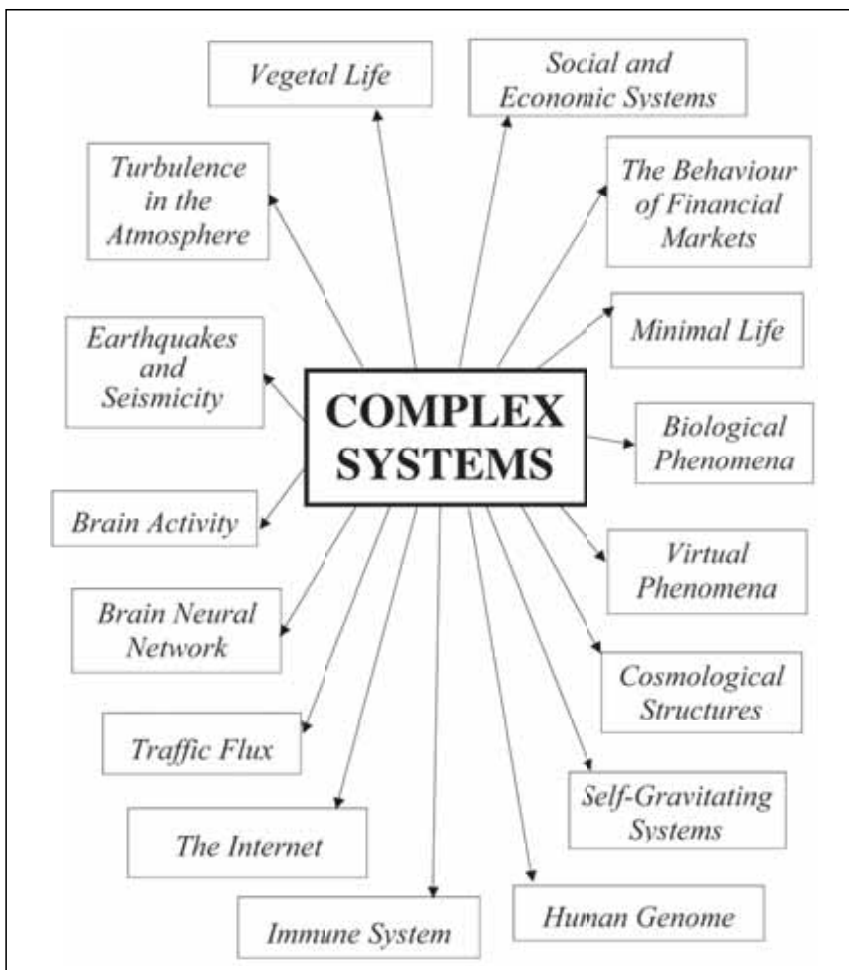 Vegetal Life
Social and
Economic Systems
Turbulence
in the
Atmosphere
The Behaviour
of Financial
Markets
Earthquakes
and
Seismicity
Minimal Life
COMPLEX
SYSTEMS
Biological
Phenomena
Brain Activity
Virtual
Phenomena
Brain Neural
Network
Cosmological
Structures
Traffic Flux
Self-Gravitating
Systems
The Internet
Immune System
Human Genome